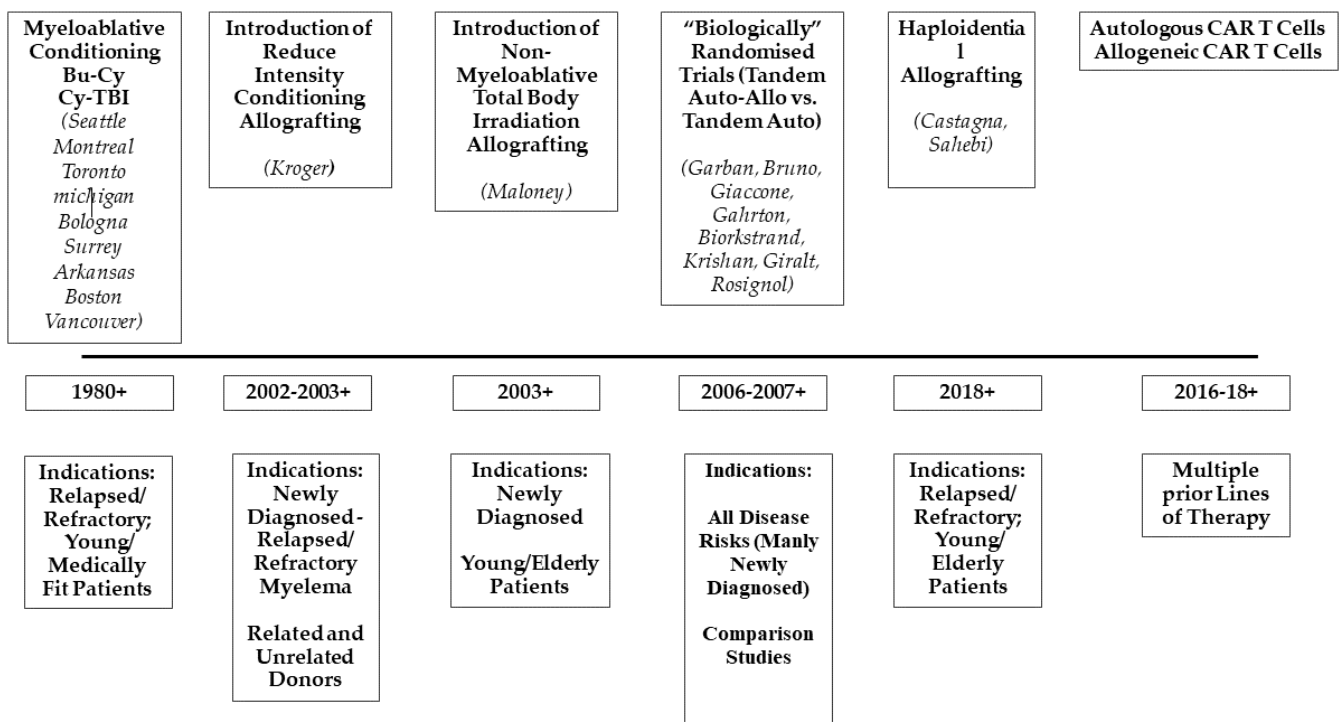 Myeloablative
Conditioning
Bu-Cy
Cy-TBI
(Seattle
Montreal
Toronto
michigan
Bologna
Surrey
Arkansas
Boston
Vancouver)
Introduction of
Reduce
Intensity
Conditioning
Allografting
(Kroger)
Introduction of
Non-
Myeloablative
Total Body
Irradiation
Allografting
(Maloney)
“Biologically”
Randomised
Trials (Tandem
Auto-Allo vs.
Tandem Auto)
(Garban, Bruno,
Giaccone,
Gahrton,
Biorkstrand,
Krishan, Giralt,
Rosignol)
Haploidentia
l
Allografting
(Castagna,
Sahebi)
Autologous CAR T Cells
Allogeneic CAR T Cells
1980+
2002-2003+
2003+
2006-2007+
2018+
2016-18+
Indications:
Relapsed/
Refractory;
Young/
Medically
Fit Patients
Indications:
Newly
Diagnosed-
Relapsed/
Refractory
Myelema
Related and
Unrelated
Donors
Indications:
Newly
Diagnosed
Young/Elderly
Patients
Indications:
All Disease
Risks (Manly
Newly
Diagnosed)
Comparison
Studies
Indications:
Relapsed/
Refractory;
Young/
Elderly
Patients
Multiple
prior Lines
of Therapy